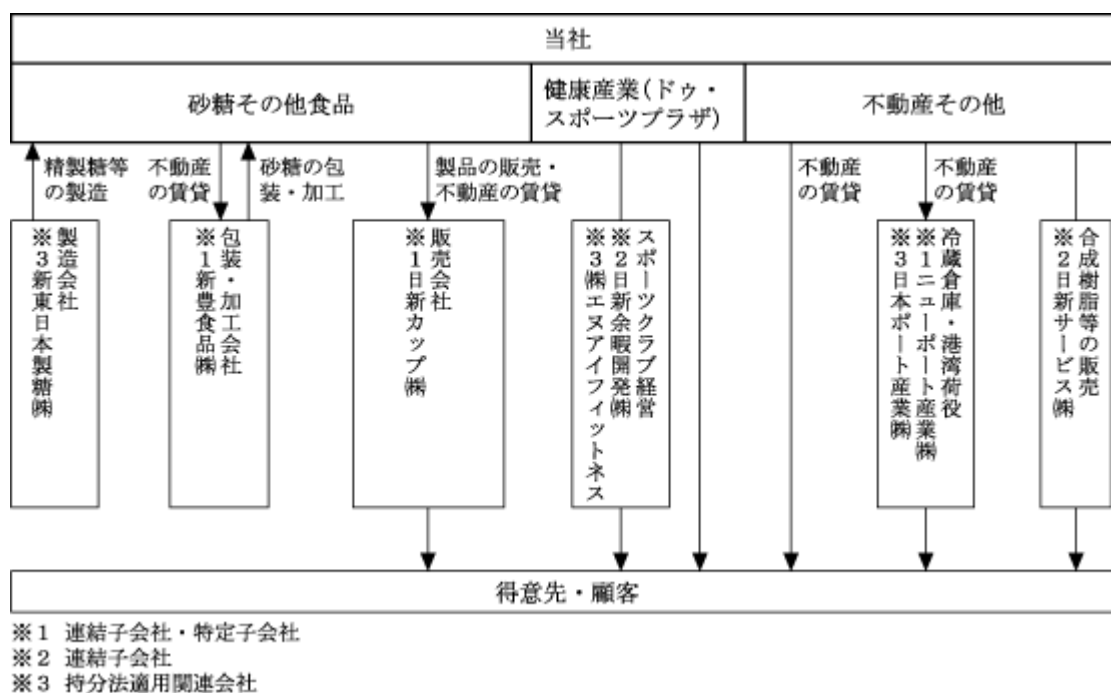 当社
砂糖その他食品
健康産業(ドゥ・
スポーツプラザ)
不動産その他
精製糖等
の製造
不動産
の賃貸
砂糖の包
装・加工
製品の販売・
不動産の賃貸
不動産
の賃貸
不動産
の賃貸
製造会社
※3新東日本製糖㈱
包装・加工会社
※1新豊食品㈱
販売会社
※1日新カップ㈱
スポーツクラブ経営
※2日新余暇開発㈱
※3㈱エヌアイフィットネス
冷蔵倉庫・港湾荷役
※1ニューポート産業㈱
※3日本ポート産業㈱
合成樹脂等の販売
※2日新サービス㈱
得意先・顧客
※1 連結子会社・特定子会社
※2 連結子会社
※3 持分法適用関連会社